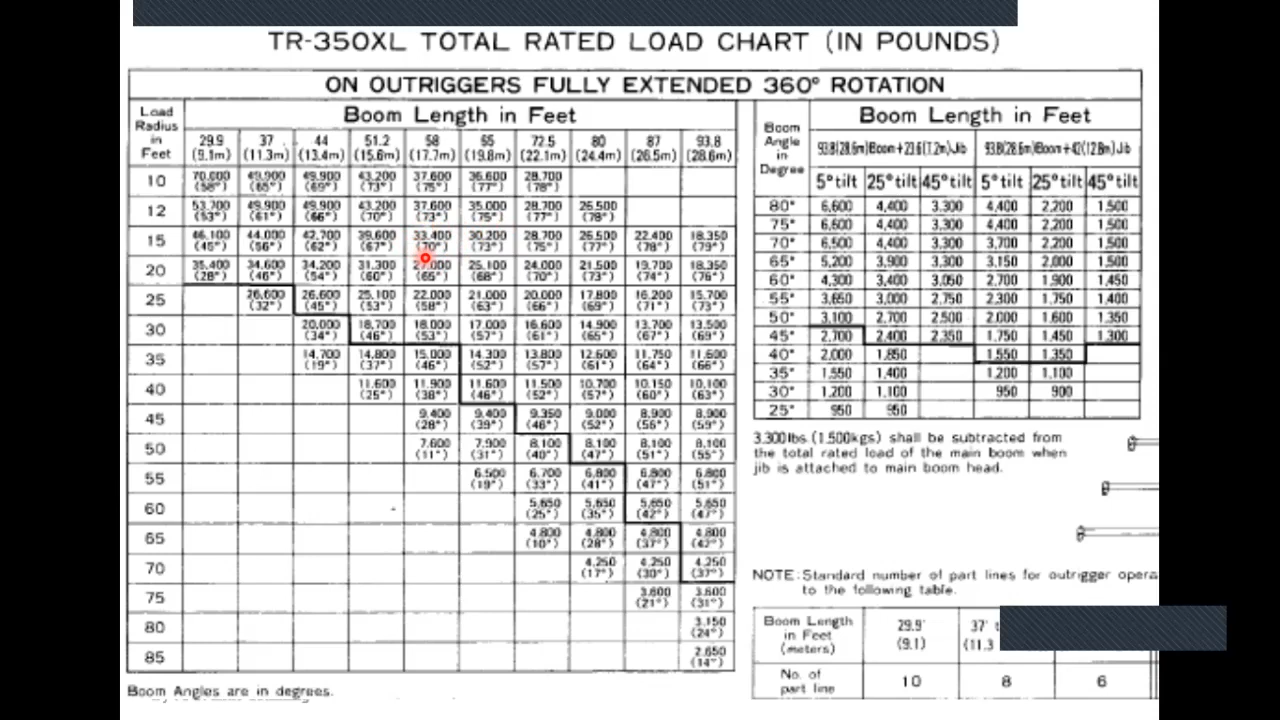 TR-350XL TOTAL RATED LOAD CHART (IN POUNDS)
ON OUTRIGGERS FULLY EXTENDED 360° ROTATION
Load Radius in Feet
Boom Length in Feet
29.9 37 44 51.2 58 65 72.5 80 87 93.8
(9.1m) (11.3m) (13.4m) (15.6m) (17.7m) (19.8m) (22.1m) (24.4m) (26.5m) (28.6m)
10 70,000 49,900 49,900 43,200 37,600 36,600 28,700
(58°) (65°) (69°) (73°) (75°) (77°) (78°)
12 53,700 49,900 49,900 43,200 37,600 35,000 28,700 26,500
(53°) (61°) (66°) (70°) (73°) (75°) (77°) (78°)
15 46,100 44,000 42,700 39,600 33,400 30,200 28,700 26,500 22,400 18,350
(45°) (56°) (62°) (67°) (70°) (73°) (75°) (77°) (78°) (79°)
20 35,400 34,600 34,200 31,300 25,100 24,000 21,500 19,700 18,350
(28°) (46°) (54°) (60°) (65°) (68°) (70°) (73°) (74°) (76°)
25 26,600 26,600 25,100 22,000 21,000 20,000 17,800 16,200 15,700
(32°) (45°) (53°) (58°) (63°) (66°) (69°) (71°) (73°)
30 20,000 18,700 18,000 17,000 16,600 14,900 13,700 13,500
(34°) (46°) (53°) (57°) (61°) (65°) (67°) (69°)
35 14,700 14,800 15,000 14,300 13,800 12,600 11,750 11,600
(19°) (37°) (46°) (52°) (57°) (61°) (64°) (66°)
40 11,600 11,900 11,600 11,500 10,700 10,150 10,100
(25°) (38°) (46°) (52°) (57°) (60°) (63°)
45 9,400 9,400 9,350 9,000 8,900 8,900
(28°) (39°) (46°) (52°) (56°) (59°)
50 7,600 7,900 8,100 8,100 8,100 8,100
(11°) (31°) (40°) (47°) (51°) (55°)
55 6,500 6,700 6,800 6,800 6,800
(19°) (33°) (41°) (47°) (51°)
60 5,650 5,650 5,650 5,650
(25°) (35°) (42°) (47°)
65 4,800 4,800 4,800 4,800
(10°) (28°) (37°) (42°)
70 4,250 4,250 4,250
(17°) (30°) (37°)
75 3,600 3,600
(21°) (31°)
80 3,150
(24°)
85 2,650
(14°)
Boom Angles are in degrees.
Boom Angle in Degree
Boom Length in Feet
93.8(28.6m)Boom+23.6(7.2m)Jib 93.8(28.6m)Boom+42(12.8m)Jib
5° tilt 25° tilt 45° tilt 5° tilt 25° tilt 45° tilt
80° 6,600 4,400 3,300 4,400 2,200 1,500
75° 6,600 4,400 3,300 4,400 2,200 1,500
70° 6,500 4,400 3,300 3,700 2,200 1,500
65° 5,200 3,900 3,300 3,150 2,000 1,500
60° 4,300 3,400 3,050 2,700 1,900 1,450
55° 3,650 3,000 2,750 2,300 1,750 1,400
50° 3,100 2,700 2,500 2,000 1,600 1,350
45° 2,700 2,400 2,350 1,750 1,450 1,300
40° 2,000 1,850 1,550 1,350
35° 1,550 1,400 1,200 1,100
30° 1,200 1,100 950 900
25° 950 950
3,300lbs.(1,500kgs) shall be subtracted from
the total rated load of the main boom when
jib is attached to main boom head.
NOTE:Standard number of part lines for outrigger opera
to the following table.
Boom Length in Feet (meters) 29.9' (9.1) 37' (11.3
No. of part line 10 8 6